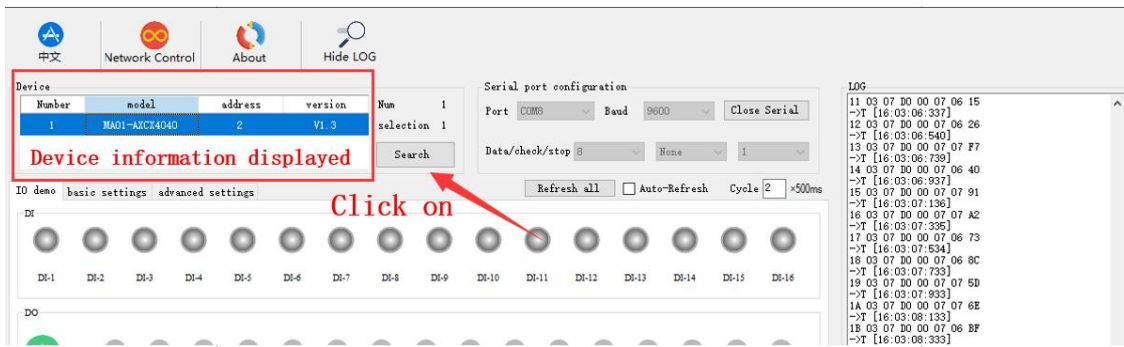 中文 Network Control About Hide LOG
Device
Number model address version
1 MA01-AXCX4040 2 V1.3
Device information displayed
Num 1
selection 1
Search
Serial port configuration
Port COM8 Baud 9600 Close Serial
Data/check/stop 8 None 1
IO demo basic settings advanced settings
Refresh all Auto-Refresh Cycle 2 ×500ms
Click on
DI
DI-1 DI-2 DI-3 DI-4 DI-5 DI-6 DI-7 DI-8 DI-9 DI-10 DI-11 DI-12 DI-13 DI-14 DI-15 DI-16
DO
LOG
11 03 07 D0 00 07 06 15
->T [16:03:06:337]
12 03 07 D0 00 07 06 26
->T [16:03:06:540]
13 03 07 D0 00 07 07 F7
->T [16:03:06:739]
14 03 07 D0 00 07 06 40
->T [16:03:06:937]
15 03 07 D0 00 07 07 91
->T [16:03:07:136]
16 03 07 D0 00 07 07 A2
->T [16:03:07:335]
17 03 07 D0 00 07 06 73
->T [16:03:07:534]
18 03 07 D0 00 07 06 8C
->T [16:03:07:733]
19 03 07 D0 00 07 07 5D
->T [16:03:07:933]
1A 03 07 D0 00 07 07 6E
->T [16:03:08:133]
1B 03 07 D0 00 07 06 BF
->T [16:03:08:333]